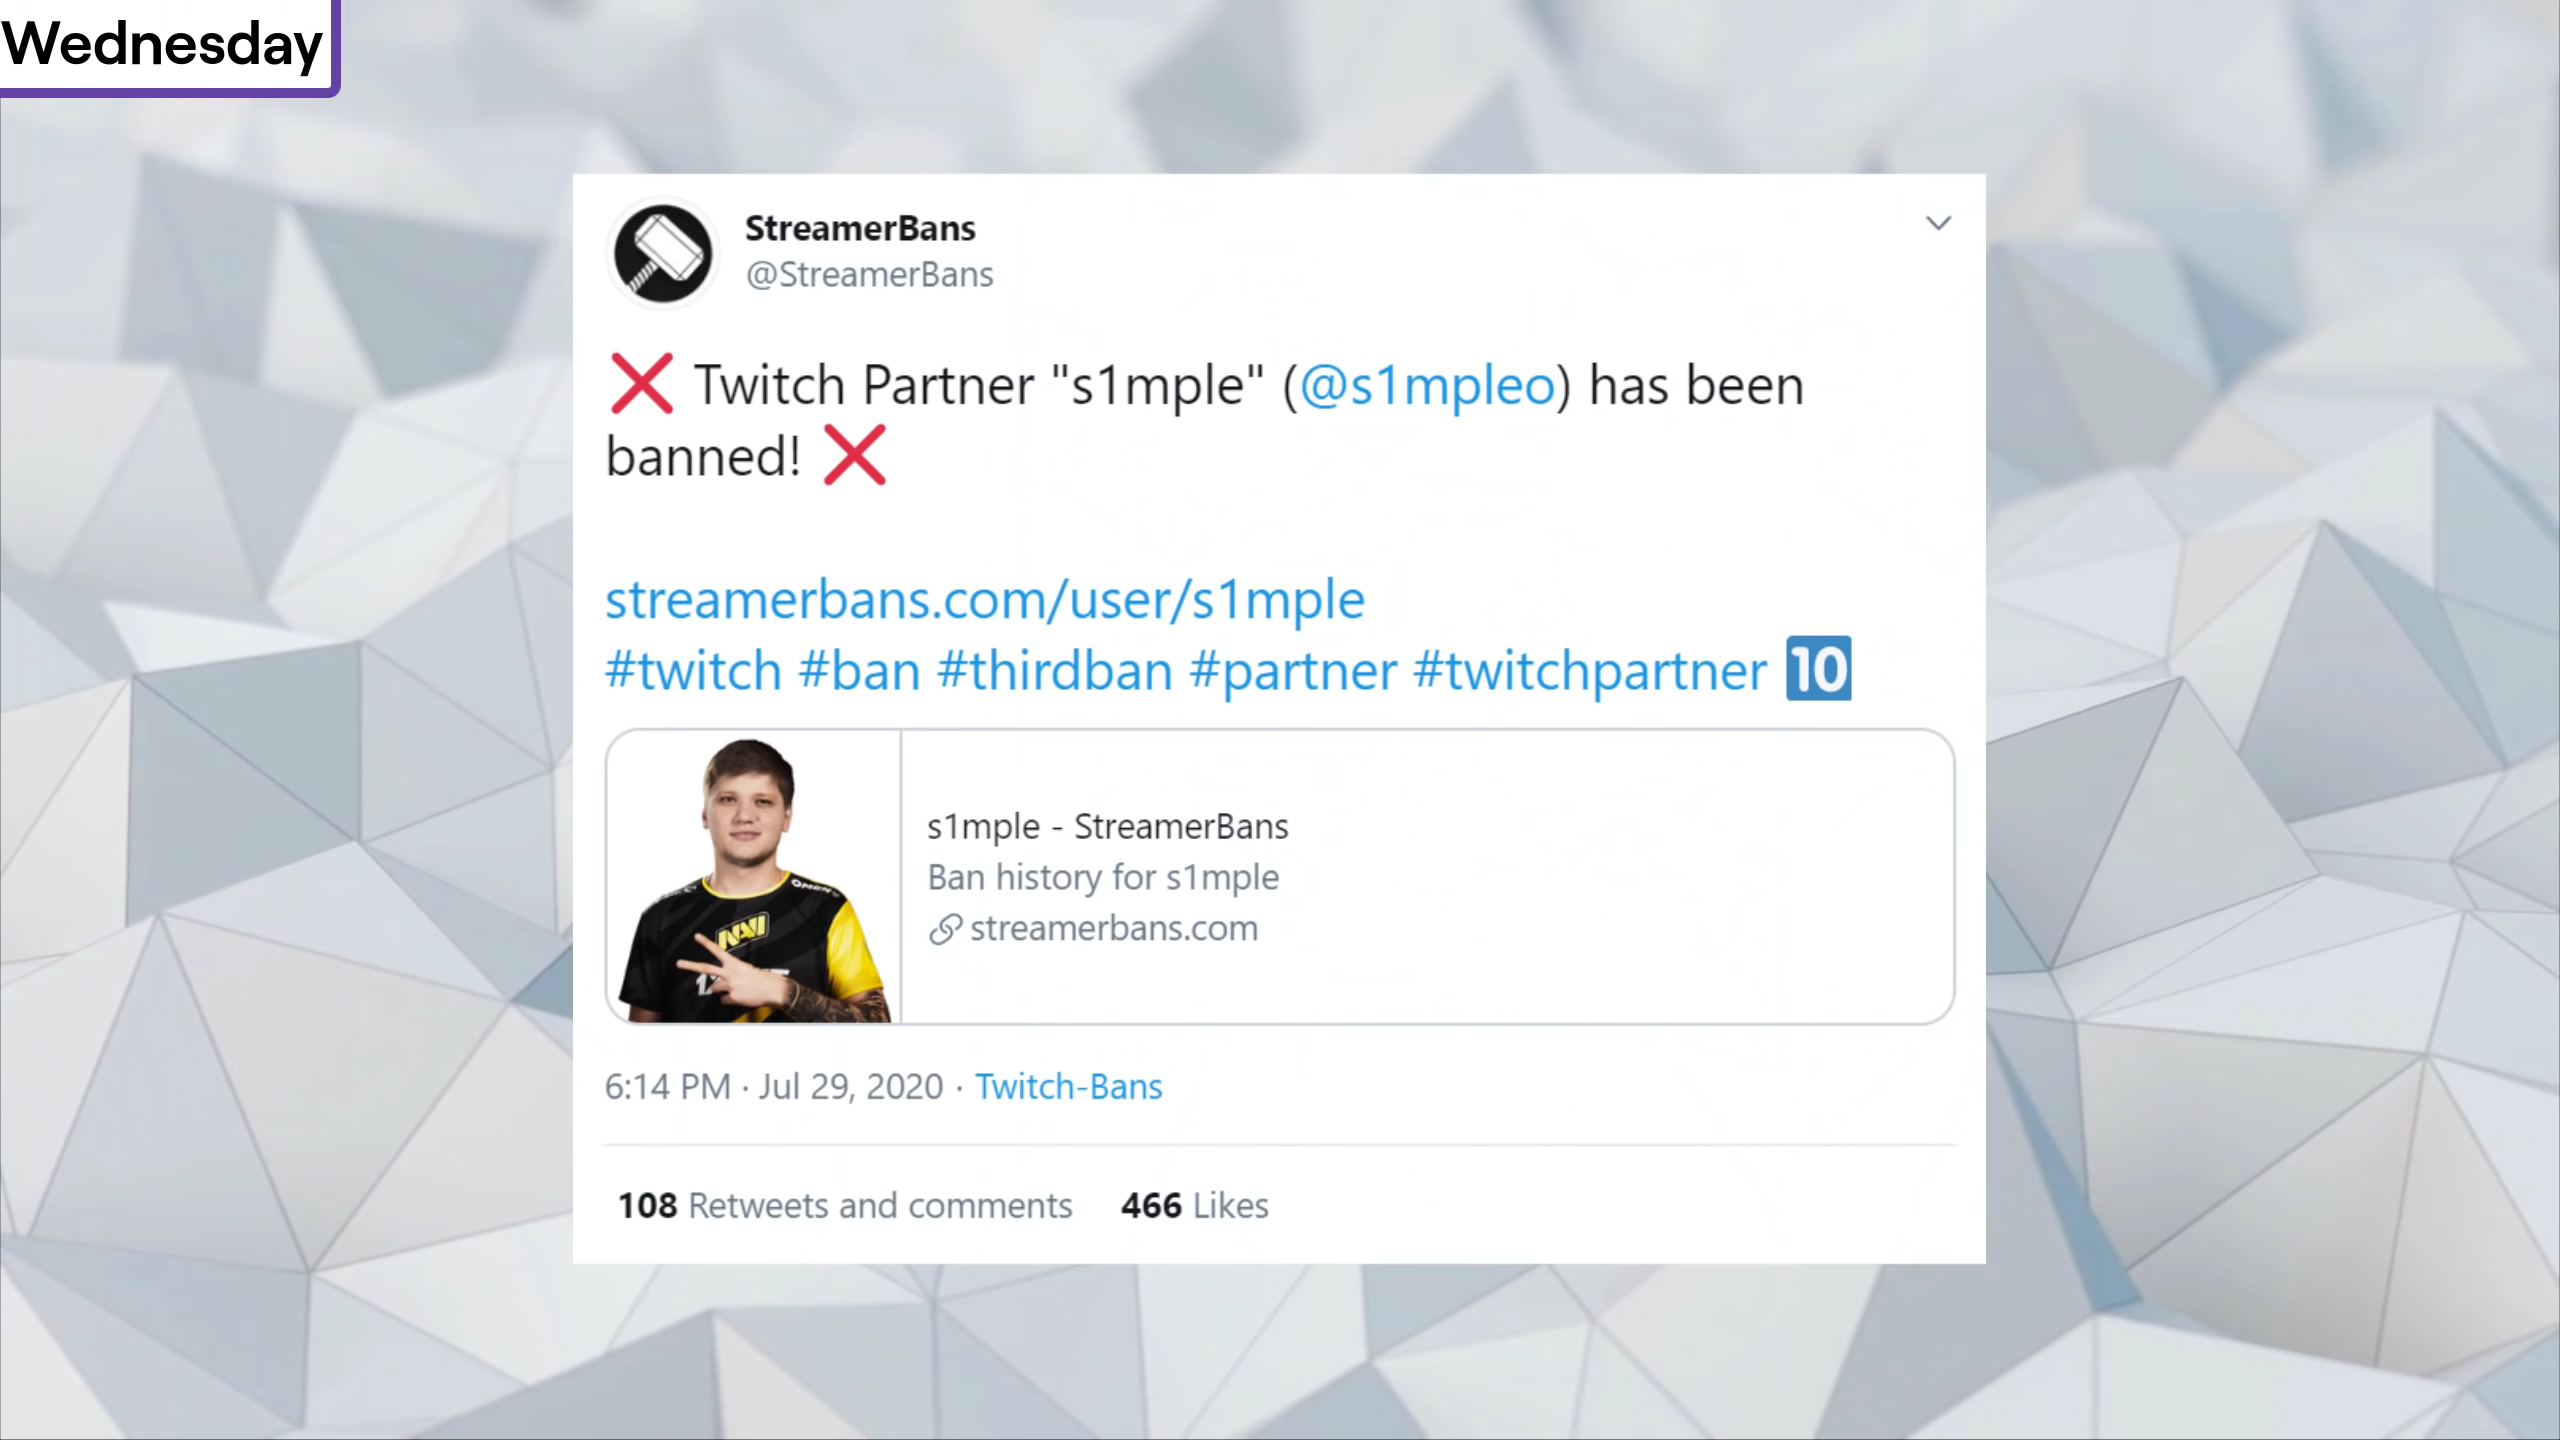 Wednesday
StreamerBans
@StreamerBans
❌ Twitch Partner "s1mple" (@s1mpleo) has been
banned! ❌
streamerbans.com/user/s1mple
#twitch #ban #thirdban #partner #twitchpartner 🔟
OMEN
NAVI
s1mple - StreamerBans
Ban history for s1mple
streamerbans.com
6:14 PM · Jul 29, 2020 · Twitch-Bans
108 Retweets and comments 466 Likes